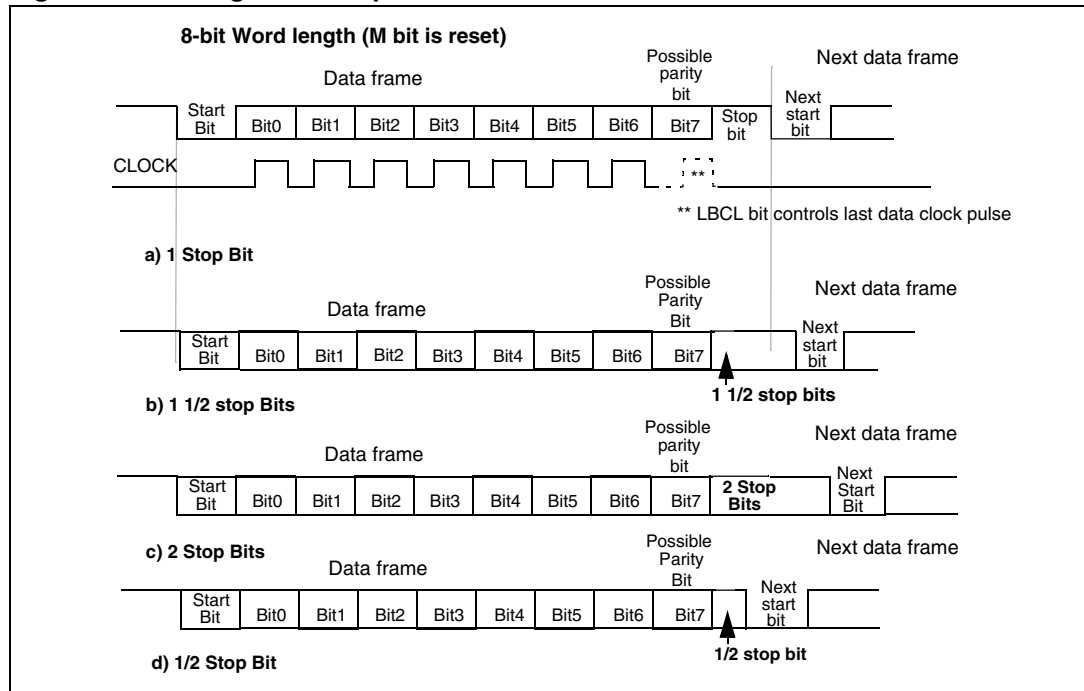 8-bit Word length (M bit is reset)
Possible parity bit
Next data frame
Data frame
Start Bit Bit0 Bit1 Bit2 Bit3 Bit4 Bit5 Bit6 Bit7 Stop bit Next start bit
CLOCK
**
** LBCL bit controls last data clock pulse
a) 1 Stop Bit
Possible Parity Bit
Next data frame
Data frame
Start Bit Bit0 Bit1 Bit2 Bit3 Bit4 Bit5 Bit6 Bit7 Next start bit
1 1/2 stop bits
b) 1 1/2 stop Bits
Possible parity bit
Next data frame
Data frame
Start Bit Bit0 Bit1 Bit2 Bit3 Bit4 Bit5 Bit6 Bit7 2 Stop Bits Next Start Bit
c) 2 Stop Bits
Possible Parity Bit
Next data frame
Data frame
Start Bit Bit0 Bit1 Bit2 Bit3 Bit4 Bit5 Bit6 Bit7 Next start bit
1/2 stop bit
d) 1/2 Stop Bit